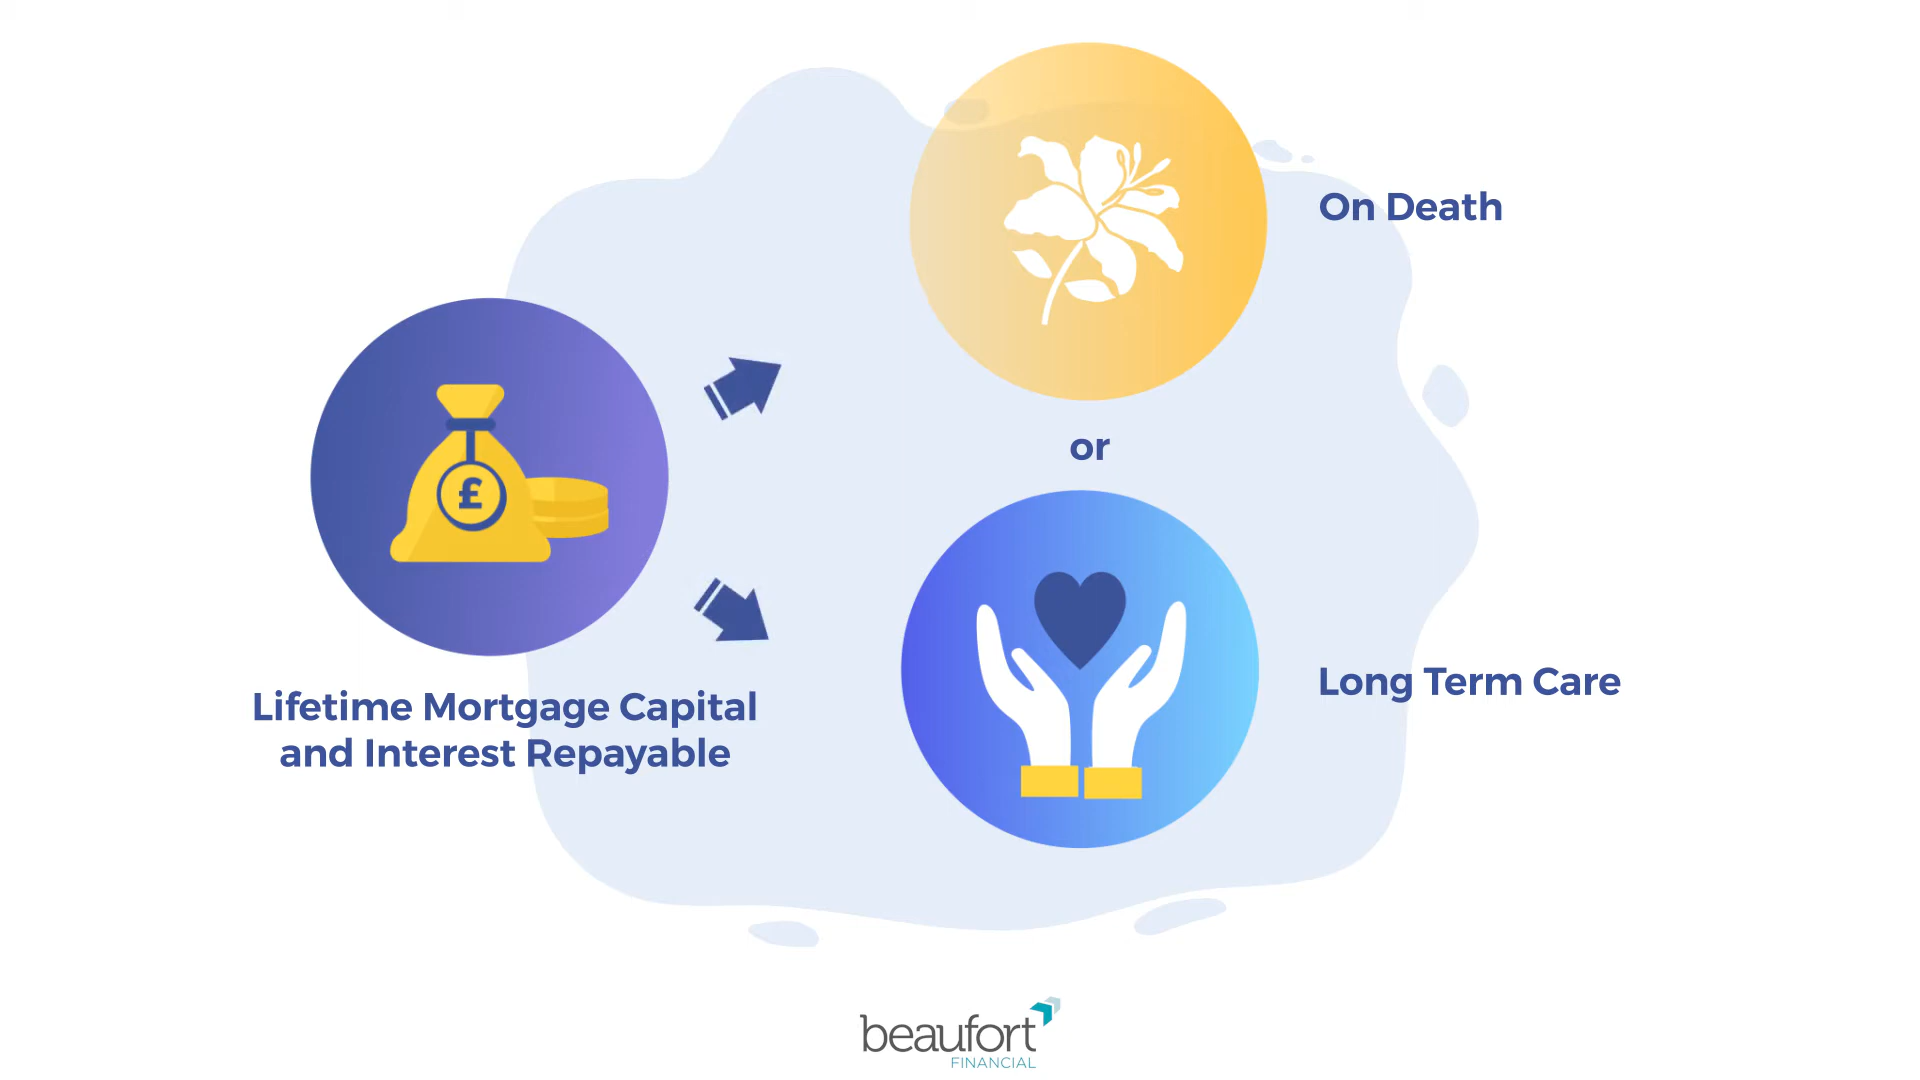 On Death
£
or
Long Term Care
Lifetime Mortgage Capital
and Interest Repayable
beaufort
FINANCIAL